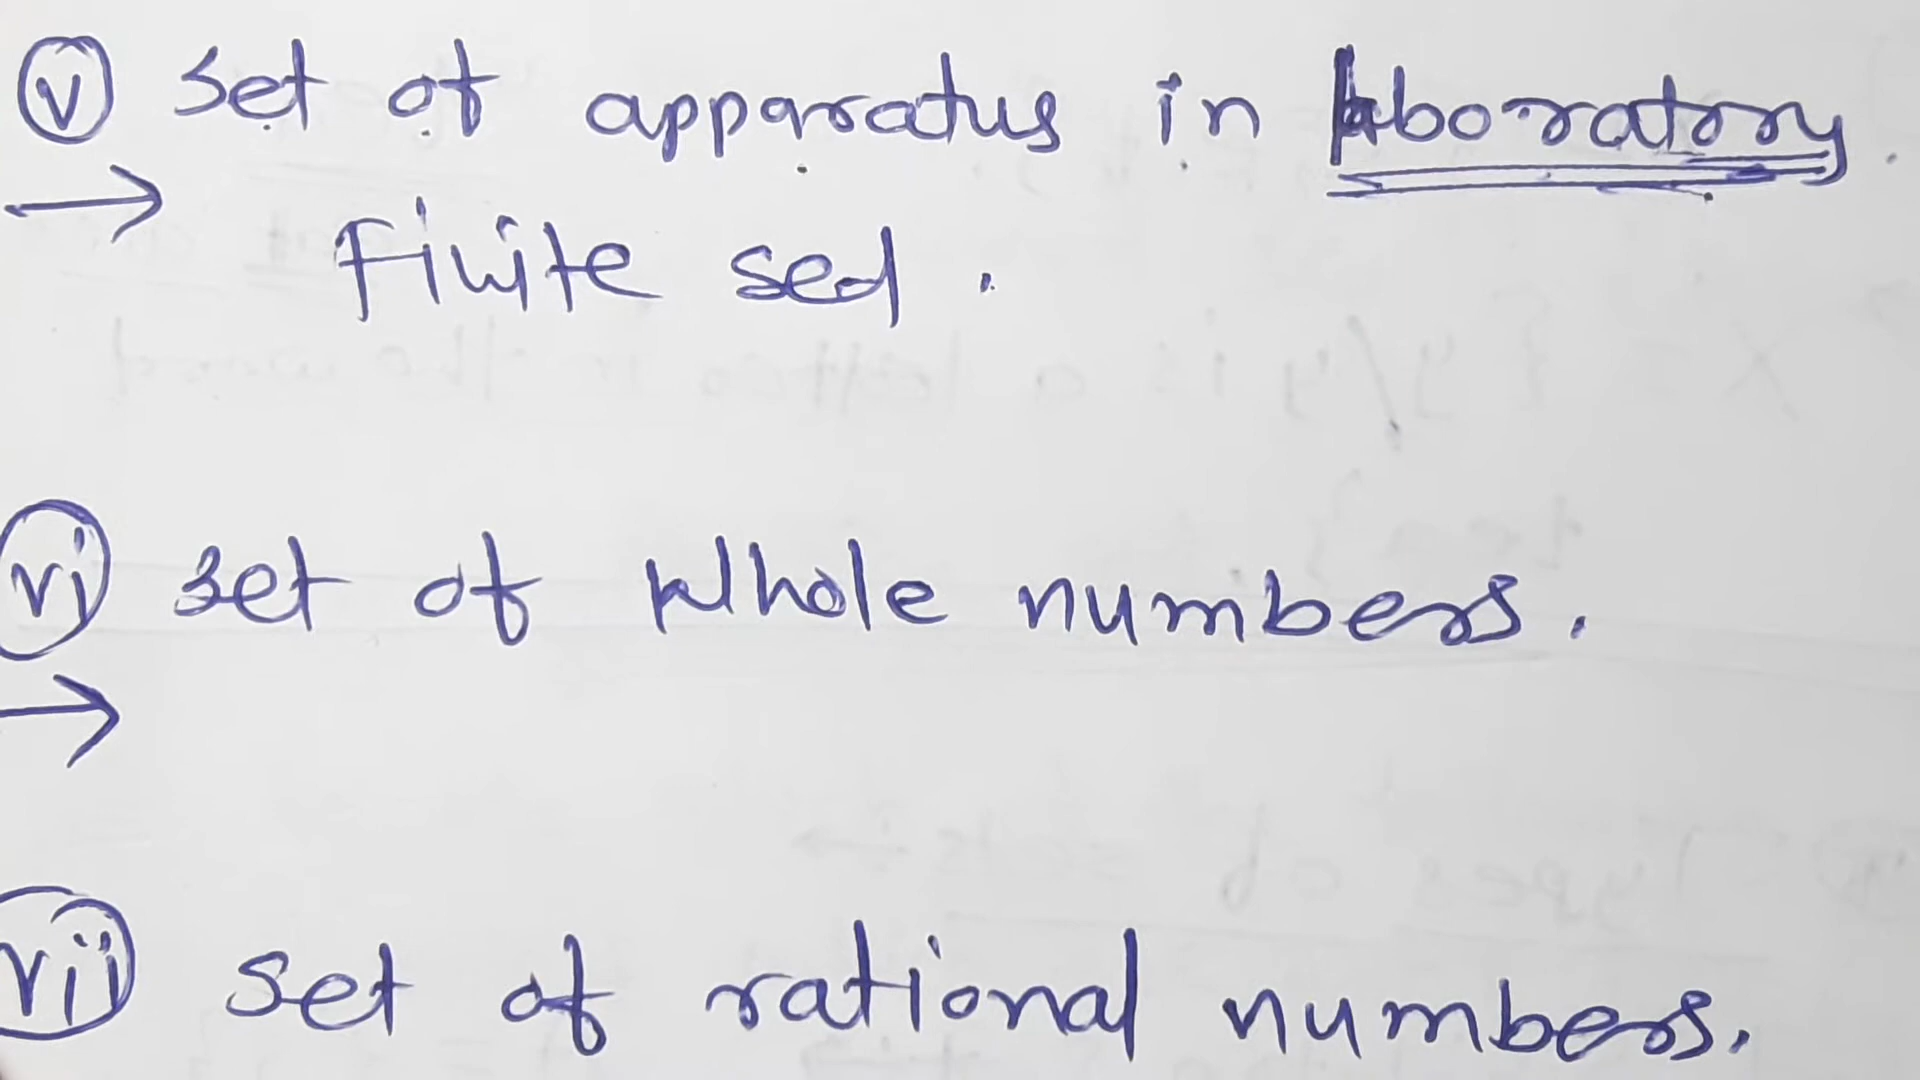 (v) Set of apparatus in laboratory.
→ Finite set.
(vi) Set of Whole numbers.
→
(vii) Set of rational numbers.